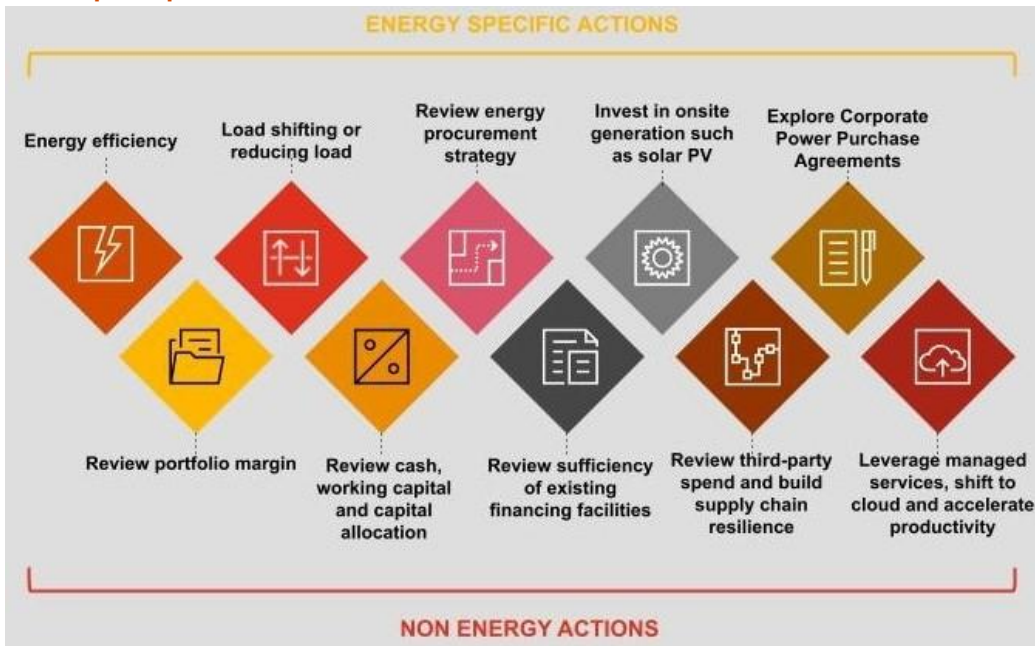 ENERGY SPECIFIC ACTIONS
Energy efficiency
Load shifting or
reducing load
Review energy
procurement
strategy
Invest in onsite
generation such
as solar PV
Explore Corporate
Power Purchase
Agreements
Review portfolio margin
Review cash,
working capital
and capital
allocation
Review sufficiency
of existing
financing facilities
Review third-party
spend and build
supply chain
resilience
Leverage managed
services, shift to
cloud and accelerate
productivity
NON ENERGY ACTIONS